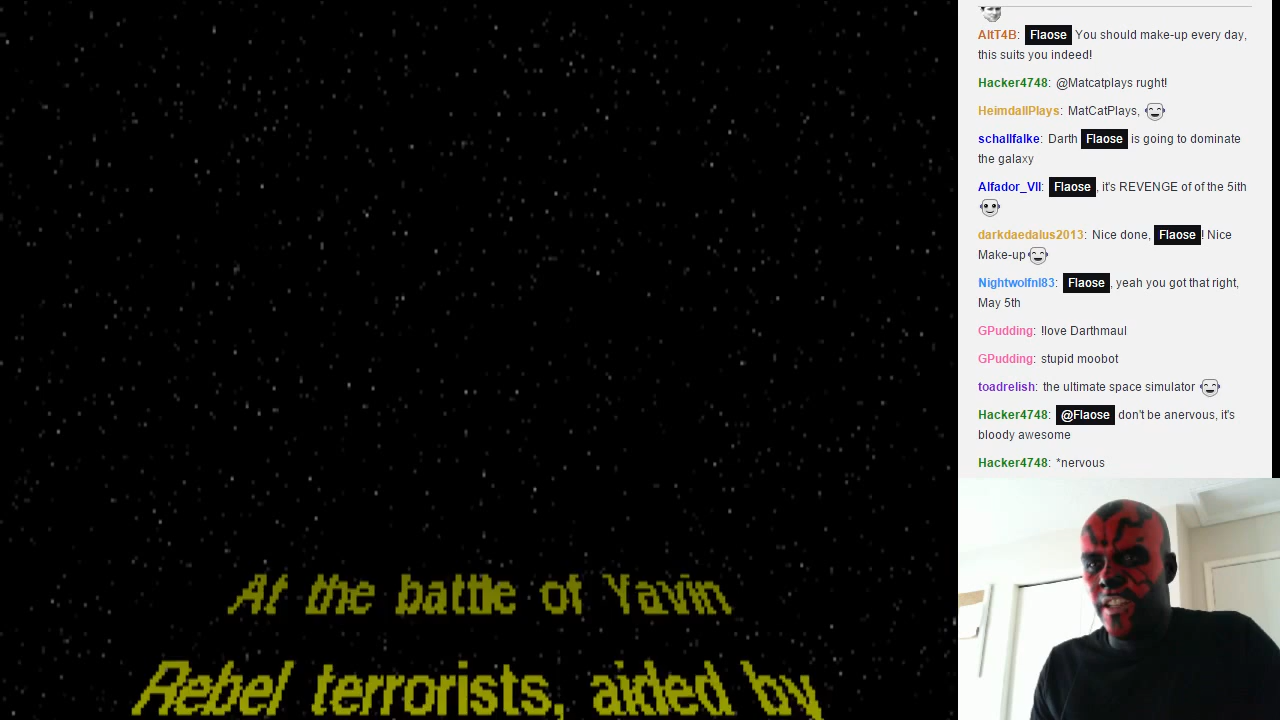 At the battle of Yavin
Rebel terrorists, aided by
AltT4B: Flaose You should make-up every day,
this suits you indeed!
Hacker4748: @Matcatplays rught!
HeimdallPlays: MatCatPlays,
schallfalke: Darth Flaose is going to dominate
the galaxy
Alfador_VII: Flaose, it's REVENGE of of the 5ith
darkdaedalus2013: Nice done, Flaose! Nice
Make-up
Nightwolfnl83: Flaose, yeah you got that right,
May 5th
GPudding: !love Darthmaul
GPudding: stupid moobot
toadrelish: the ultimate space simulator
Hacker4748: @Flaose don't be anervous, it's
bloody awesome
Hacker4748: *nervous